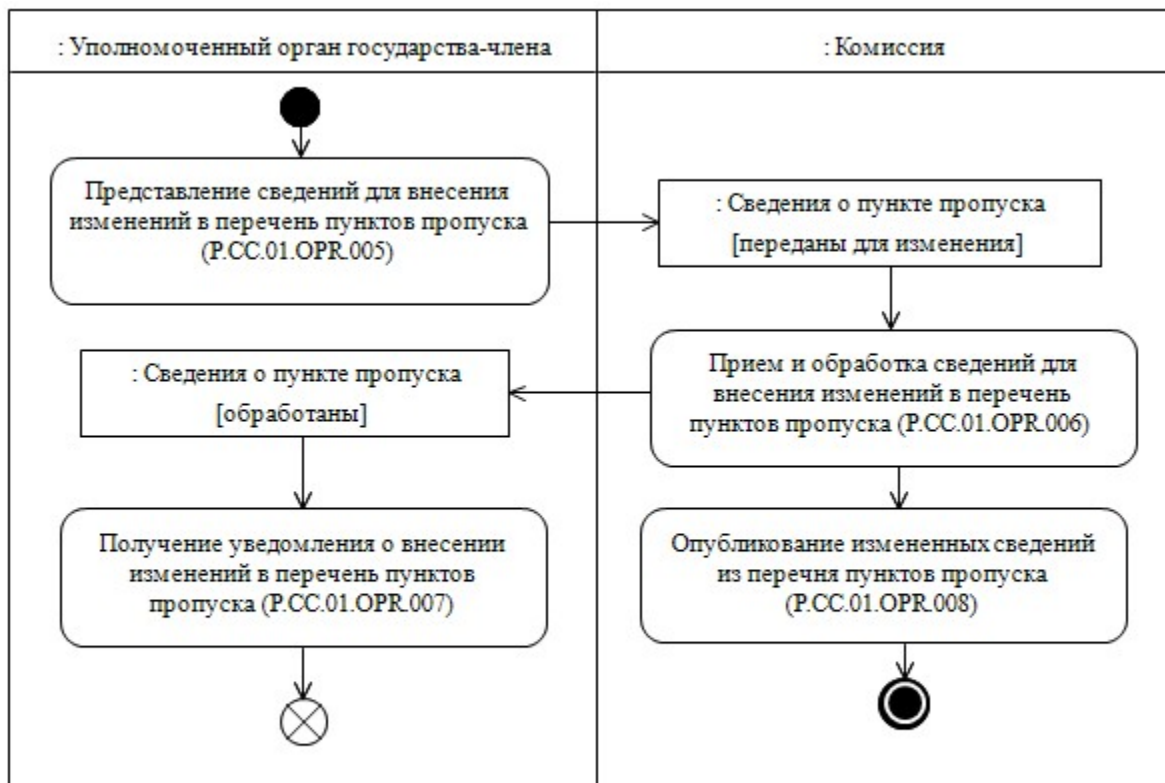 : Уполномоченный орган государства-члена
: Комиссия
Представление сведений для внесения
изменений в перечень пунктов пропуска
(P.CC.01.OPR.005)
: Сведения о пункте пропуска
[переданы для изменения]
Прием и обработка сведений для
внесения изменений в перечень
пунктов пропуска (P.CC.01.OPR.006)
: Сведения о пункте пропуска
[обработаны]
Получение уведомления о внесении
изменений в перечень пунктов
пропуска (P.CC.01.OPR.007)
Опубликование измененных сведений
из перечня пунктов пропуска
(P.CC.01.OPR.008)